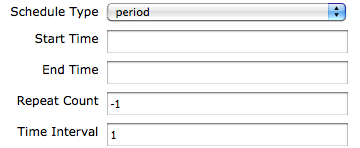 Schedule Type period
Start Time
End Time
Repeat Count -1
Time Interval 1